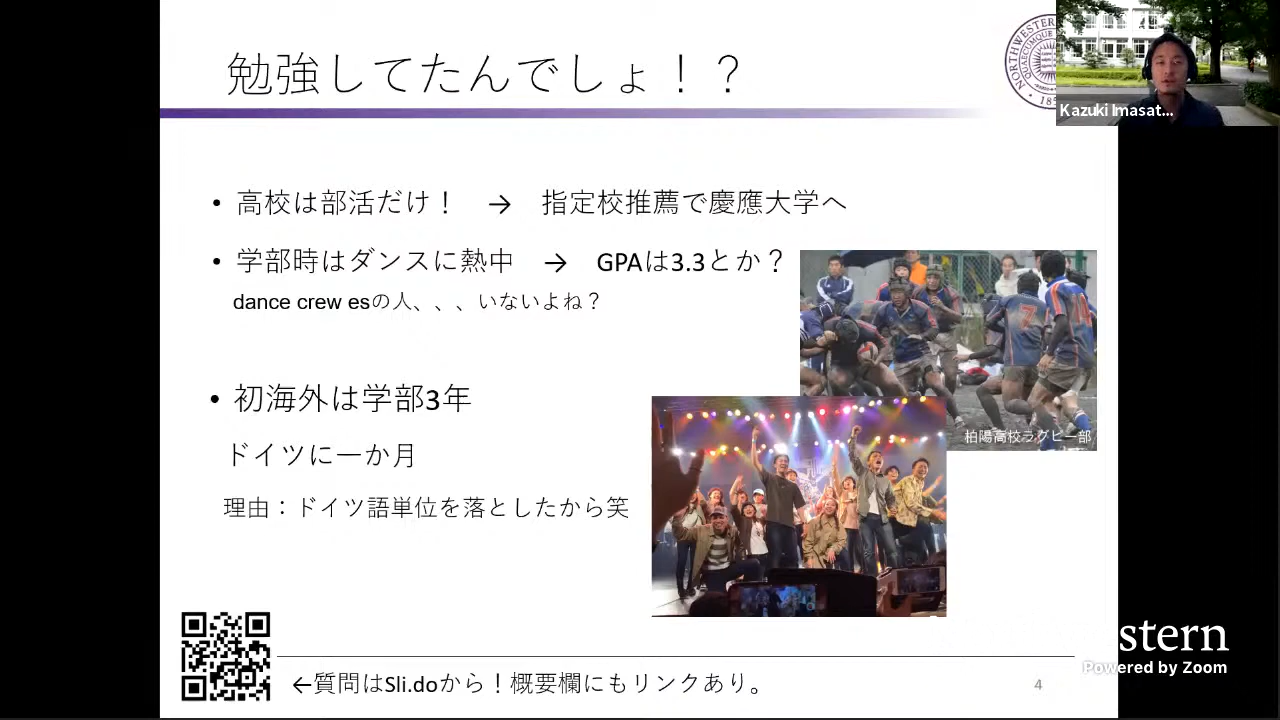 勉強してたんでしょ！？
NORTHWESTERN
Kazuki Imasat...
• 高校は部活だけ！ → 指定校推薦で慶應大学へ
• 学部時はダンスに熱中 → GPAは3.3とか？
dance crew esの人、、、いないよね？
7
柏陽高校ラグビー部
• 初海外は学部3年
ドイツに一か月
理由：ドイツ語単位を落としたから笑
stern
Powered by Zoom
←質問はSli.doから！概要欄にもリンクあり。
4